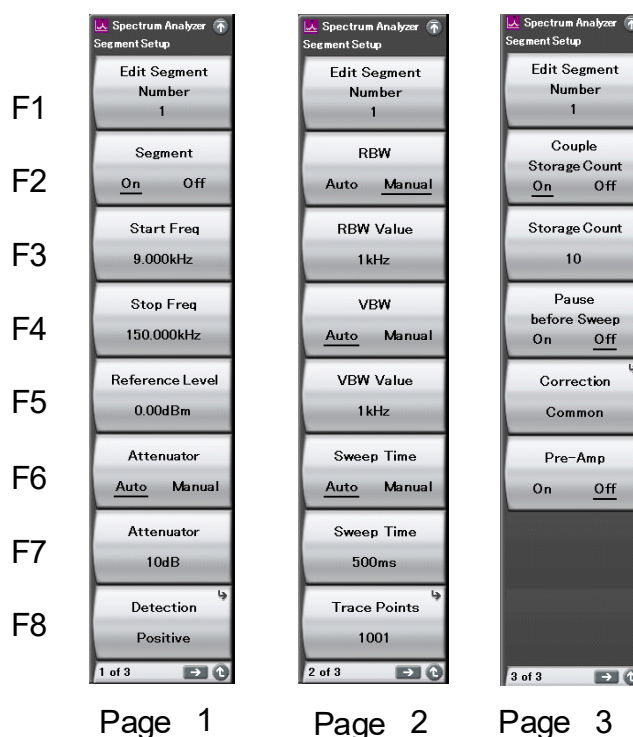 F1
F2
F3
F4
F5
F6
F7
F8
Spectrum Analyzer
Segment Setup
Edit Segment
Number
1
Segment
On Off
Start Freq
9.000kHz
Stop Freq
150.000kHz
Reference Level
0.00dBm
Attenuator
Auto Manual
Attenuator
10dB
Detection
Positive
1 of 3
Page 1
Spectrum Analyzer
Segment Setup
Edit Segment
Number
1
RBW
Auto Manual
RBW Value
1kHz
VBW
Auto Manual
VBW Value
1kHz
Sweep Time
Auto Manual
Sweep Time
500ms
Trace Points
1001
2 of 3
Page 2
Spectrum Analyzer
Segment Setup
Edit Segment
Number
1
Couple
Storage Count
On Off
Storage Count
10
Pause
before Sweep
On Off
Correction
Common
Pre-Amp
On Off
3 of 3
Page 3